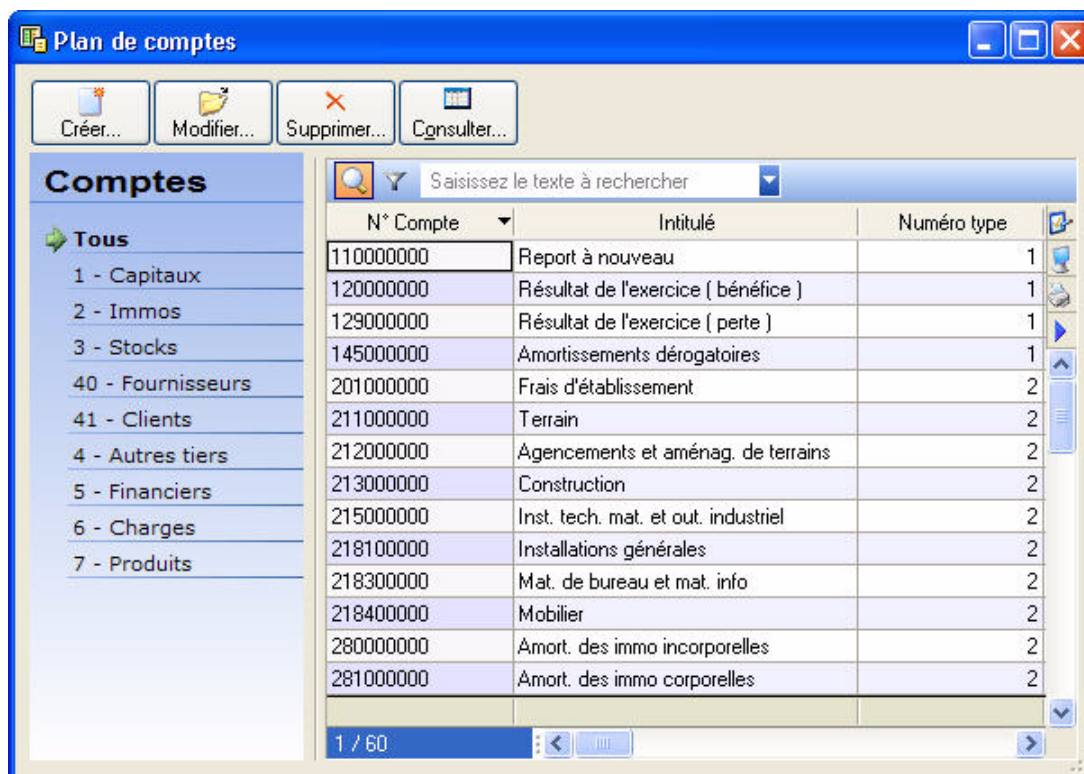 Plan de comptes
Créer... Modifier... Supprimer... Consulter...
Comptes
Tous
1 - Capitaux
2 - Immos
3 - Stocks
40 - Fournisseurs
41 - Clients
4 - Autres tiers
5 - Financiers
6 - Charges
7 - Produits
Saisissez le texte à rechercher
N° Compte Intitulé Numéro type
110000000 Report à nouveau 1
120000000 Résultat de l'exercice ( bénéfice ) 1
129000000 Résultat de l'exercice ( perte ) 1
145000000 Amortissements dérogatoires 1
201000000 Frais d'établissement 2
211000000 Terrain 2
212000000 Agencements et aménag. de terrains 2
213000000 Construction 2
215000000 Inst. tech. mat. et out. industriel 2
218100000 Installations générales 2
218300000 Mat. de bureau et mat. info 2
218400000 Mobilier 2
280000000 Amort. des immo incorporelles 2
281000000 Amort. des immo corporelles 2
1 / 60